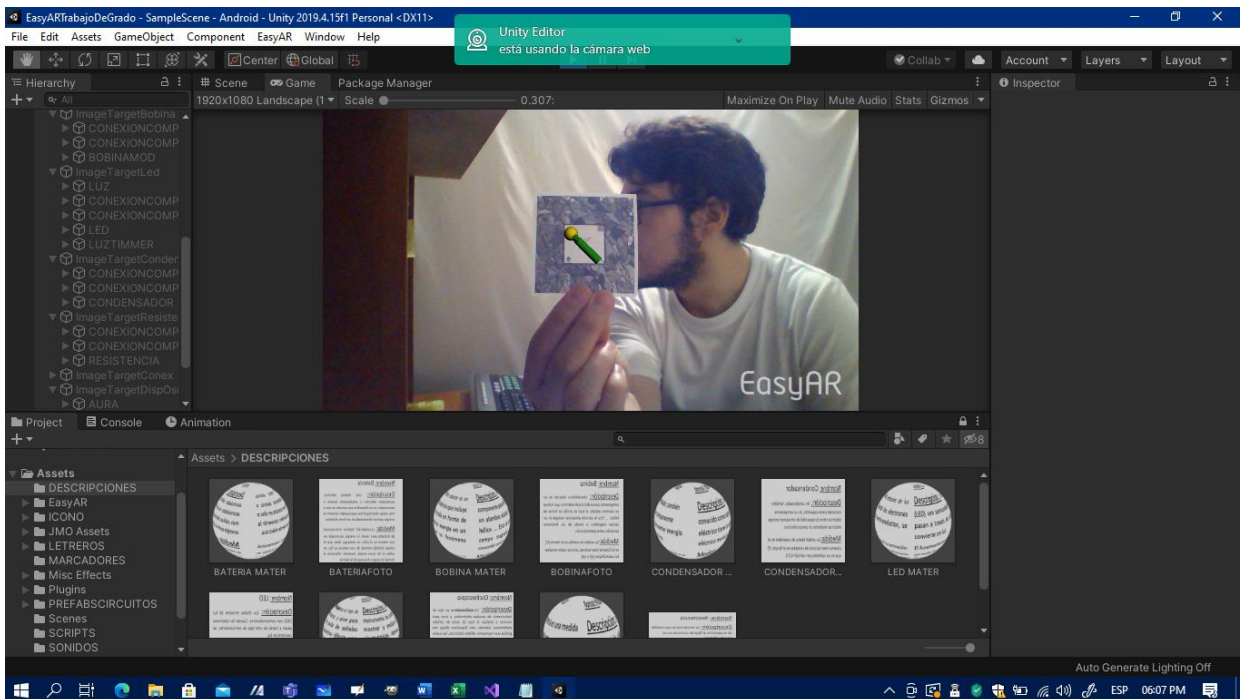 EasyARTrabajoDeGrado - SampleScene - Android - Unity 2019.4.15f1 Personal <DX11>
Unity Editor
está usando la cámara web
File Edit Assets GameObject Component EasyAR Window Help
Center Global
Collab Account Layers Layout
Hierarchy
Scene Game Package Manager
Inspector
All
1920x1080 Landscape (1 Scale 0.307: Maximize On Play Mute Audio Stats Gizmos
ImageTargetBobina
CONEXIONCOMP
CONEXIONCOMP
BOBINAMOD
ImageTargetLed
LUZ
CONEXIONCOMP
CONEXIONCOMP
LED
LUZTIMMER
ImageTargetConder
CONEXIONCOMP
CONEXIONCOMP
CONDENSADOR
ImageTargetResiste
CONEXIONCOMP
CONEXIONCOMP
RESISTENCIA
ImageTargetConex
ImageTargetDispOs
AURA
EasyAR
Project Console Animation
8
Assets > DESCRIPCIONES
Assets
DESCRIPCIONES
EasyAR
ICONO
JMO Assets
LETREROS
MARCADORES
Misc Effects
Plugins
PREFABSCIRCUITOS
Scenes
SCRIPTS
SONIDOS
BATERIA MATER BATERIAFOTO BOBINA MATER BOBINAFOTO CONDENSADOR ... CONDENSADOR... LED MATER
Auto Generate Lighting Off
ESP 06:07 PM